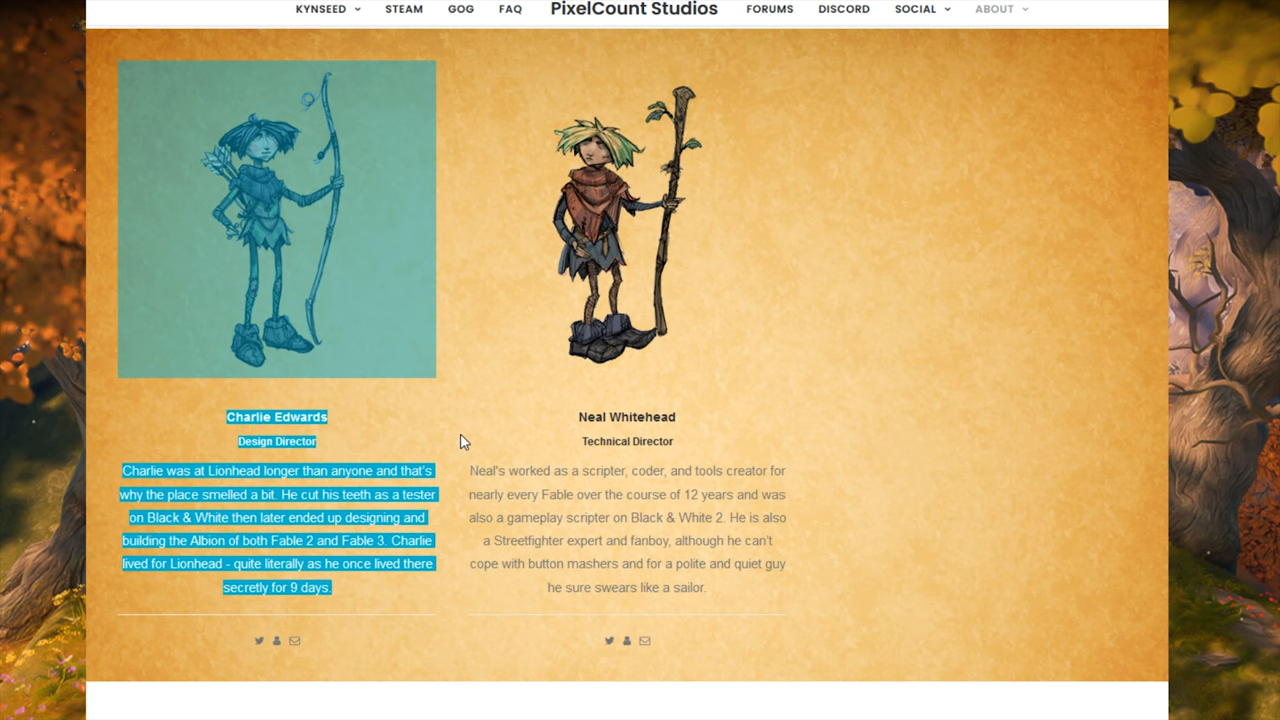 KYNSEED STEAM GOG FAQ PixelCount Studios FORUMS DISCORD SOCIAL ABOUT
Charlie Edwards
Design Director
Charlie was at Lionhead longer than anyone and that's
why the place smelled a bit. He cut his teeth as a tester
on Black & White then later ended up designing and
building the Albion of both Fable 2 and Fable 3. Charlie
lived for Lionhead - quite literally as he once lived there
secretly for 9 days.
Neal Whitehead
Technical Director
Neal's worked as a scripter, coder, and tools creator for
nearly every Fable over the course of 12 years and was
also a gameplay scripter on Black & White 2. He is also
a Streetfighter expert and fanboy, although he can't
cope with button mashers and for a polite and quiet guy
he sure swears like a sailor.